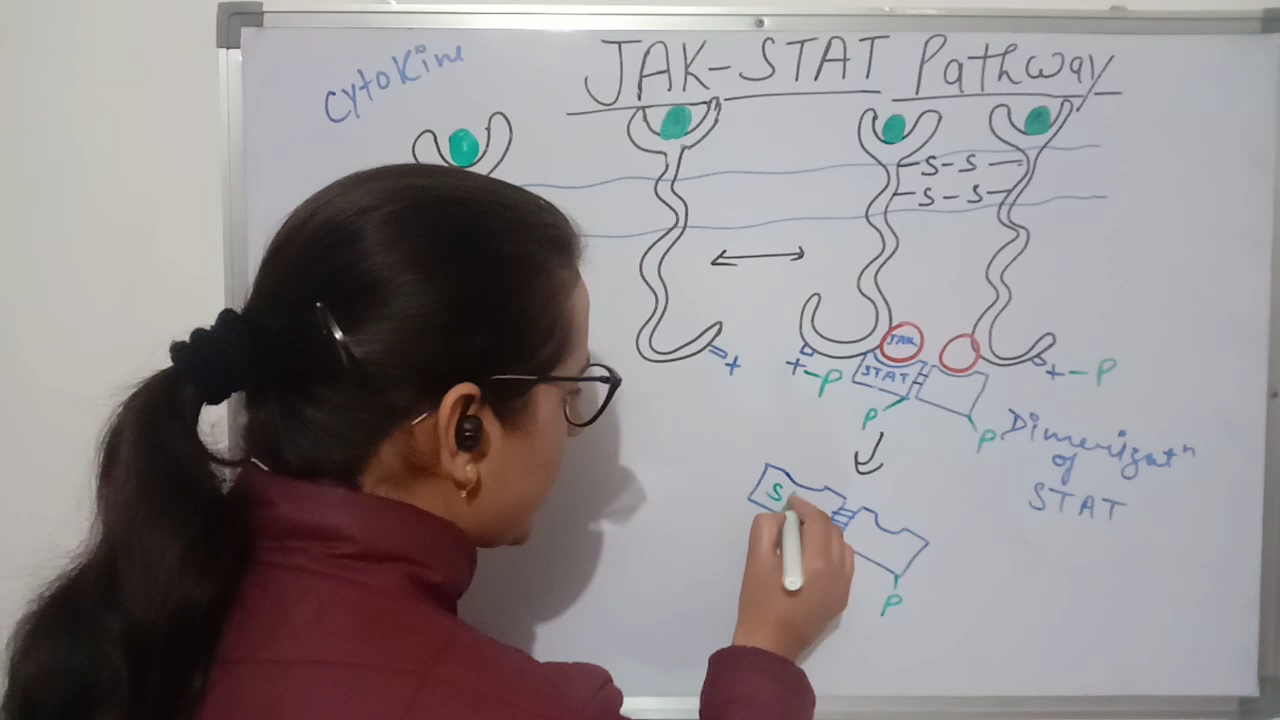 JAK-STAT Pathway
Cytokine
S-S
S-S
JAK
+
+-P
STAT
+-P
P
P
Dimerizatⁿ
of
STAT
S
P